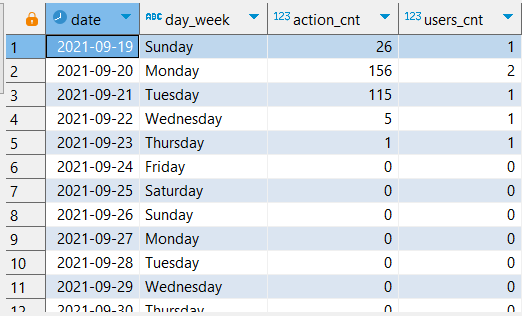 date ABC day_week 123 action_cnt 123 users_cnt
1 2021-09-19 Sunday 26 1
2 2021-09-20 Monday 156 2
3 2021-09-21 Tuesday 115 1
4 2021-09-22 Wednesday 5 1
5 2021-09-23 Thursday 1 1
6 2021-09-24 Friday 0 0
7 2021-09-25 Saturday 0 0
8 2021-09-26 Sunday 0 0
9 2021-09-27 Monday 0 0
10 2021-09-28 Tuesday 0 0
11 2021-09-29 Wednesday 0 0
12 2021-09-30 Thursday 0 0